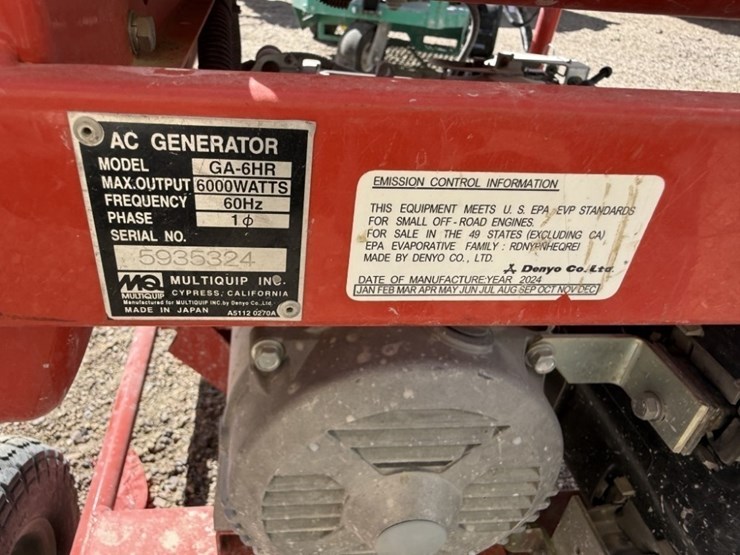 AC GENERATOR
MODEL GA-6HR
MAX.OUTPUT 6000WATTS
FREQUENCY 60Hz
PHASE 1ϕ
SERIAL NO.
5935324
MQ MULTIQUIP INC.
MULTIQUIP CYPRESS, CALIFORNIA
Manufactured for MULTIQUIP INC. by Denyo Co., Ltd.
MADE IN JAPAN A5112 0270A
EMISSION CONTROL INFORMATION
THIS EQUIPMENT MEETS U. S. EPA EVP STANDARDS
FOR SMALL OFF-ROAD ENGINES.
FOR SALE IN THE 49 STATES (EXCLUDING CA)
EPA EVAPORATIVE FAMILY :
MADE BY DENYO CO., LTD.
Denyo Co. Ltd.
DATE OF MANUFACTURE:YEAR 2024
JAN FEB MAR APR MAY JUN JUL AUG SEP OCT NOV DEC